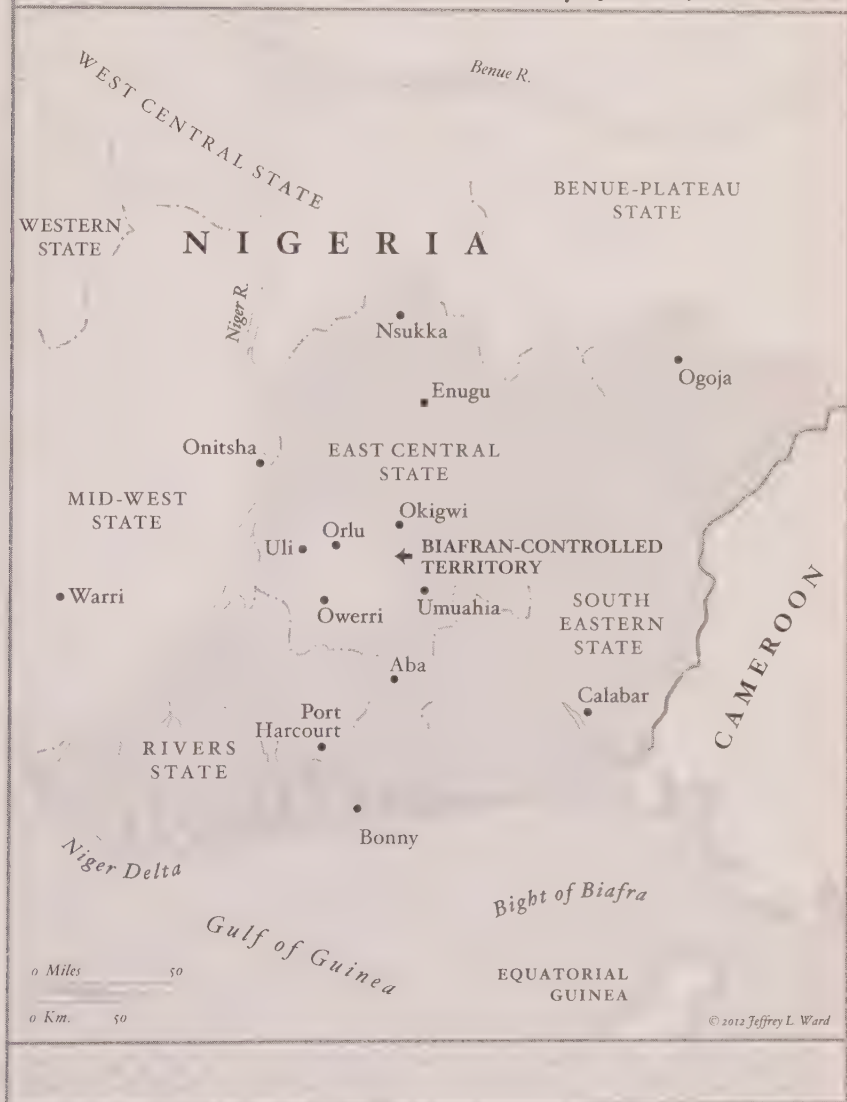 WEST CENTRAL STATE
Benue R.
BENUE-PLATEAU
STATE
WESTERN
STATE
NIGERIA
Niger R.
Nsukka
Ogoja
Enugu
Onitsha
EAST CENTRAL
STATE
MID-WEST
STATE
Okigwi
Orlu
Uli
BIAFRAN-CONTROLLED
TERRITORY
Warri
Owerri
Umuahia
SOUTH
EASTERN
STATE
CAMEROON
Aba
Calabar
Port
Harcourt
RIVERS
STATE
Bonny
Niger Delta
Bight of Biafra
Gulf of Guinea
0 Miles 50
0 Km. 50
EQUATORIAL
GUINEA
© 2012 Jeffrey L. Ward